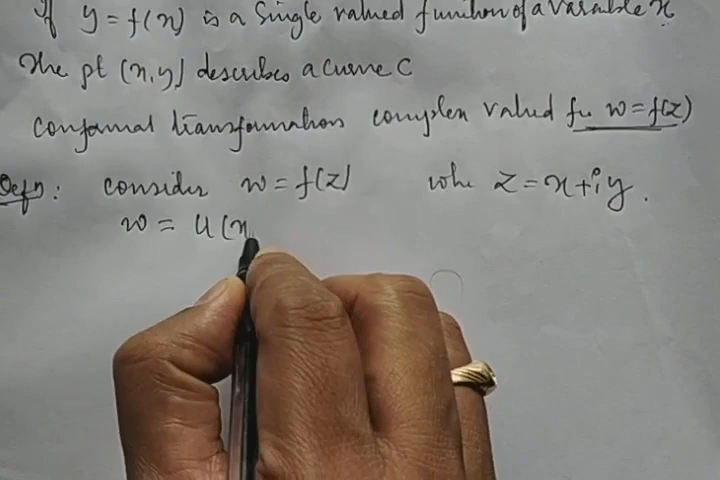 If y = f(x) is a single valued function of a variable x
The pt (x,y) describes a curve C
conformal transformation complex valued fn w = f(z)
Defn: consider w = f(z) whe z = x+iy.
w = u(x